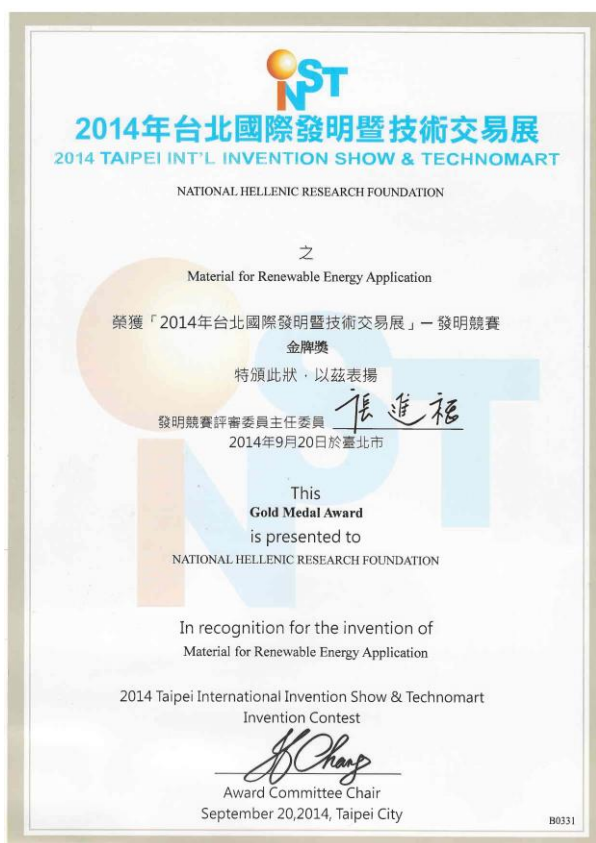 INST
2014年台北國際發明暨技術交易展
2014 TAIPEI INT'L INVENTION SHOW & TECHNOMART
NATIONAL HELLENIC RESEARCH FOUNDATION
之
Material for Renewable Energy Application
榮獲「2014年台北國際發明暨技術交易展」－發明競賽
金牌獎
特頒此狀，以茲表揚
發明競賽評審委員主任委員 張進福
2014年9月20日於臺北市
This
Gold Medal Award
is presented to
NATIONAL HELLENIC RESEARCH FOUNDATION
In recognition for the invention of
Material for Renewable Energy Application
2014 Taipei International Invention Show & Technomart
Invention Contest
Chang
Award Committee Chair
September 20,2014, Taipei City
B0331